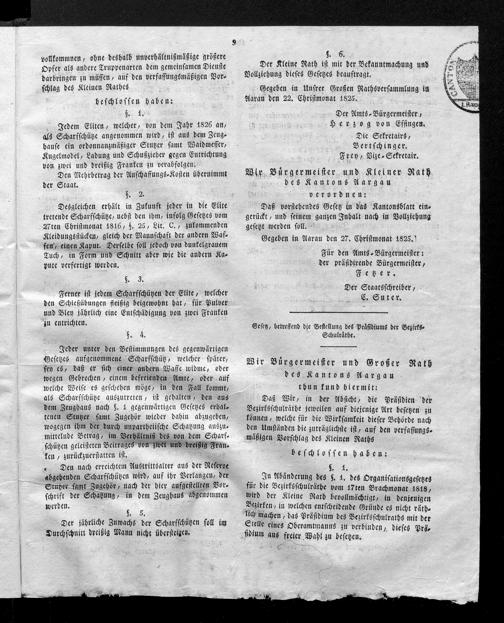 9
vollkommnen, ohne deshalb unverhältnißmäßige größere
Opfer als andere Truppenarten dem gemeinsamen Dienste
darbringen zu müssen, auf den verfassungsmäßigen Vor-
schlag des Kleinen Rathes
beschlossen haben:
§. 1.
Jedem Eliten, welcher, von dem Jahr 1826 an,
als Scharfschütze angenommen wird, ist aus dem Zeug-
hause ein ordonnanzmäßiger Stutzer samt Waidmesser,
Kugelmodel, Ladung und Schußzieher gegen Entrichtung
von zwei und dreißig Franken zu verabfolgen.
Den Mehrbetrag der Anschaffungs-Kosten übernimmt
der Staat.
§. 2.
Desgleichen erhält in Zukunft jeder in die Elite
tretende Scharfschütze, nebst den ihm, infolg Gesetzes vom
27ten Christmonat 1816, §. 25, Lit. C, zukommenden
Kleidungsstücken, gleich der Mannschaft der andern Waf-
fen, einen Kaput. Derselbe soll jedoch von dunkelgrauem
Tuch, in Form und Schnitt aber wie die andern Ka-
pute verfertigt werden.
§. 3.
Ferner ist jedem Scharfschützen der Elite, welcher
den Schießübungen fleißig beigewohnt hat, für Pulver
und Bley jährlich eine Entschädigung von zwei Franken
zu entrichten.
§. 4.
Jeder unter den Bestimmungen des gegenwärtigen
Gesetzes aufgenommene Scharfschütz, welcher später,
sey es, daß er sich einer andern Waffe widme, oder
wegen Gebrechen, einem befreienden Amte, oder auf
welche Weise es geschehen möge, in den Fall kommt,
als Scharfschütze auszutreten, ist gehalten, den aus
dem Zeughaus nach §. 1 gegenwärtigen Gesetzes erhal-
tenen Stutzer samt Zugehör wieder dahin abzugeben,
wogegen ihm der durch unpartheiische Schatzung auszu-
mittelnde Betrag, im Verhältniß des von dem Scharf-
schützen geleisteten Beitrages von zwei und dreißig Fran-
ken, zurückzuerstatten ist.
Den nach erreichtem Austrittsalter aus der Reserve
abgehenden Scharfschützen wird, auf ihr Verlangen, der
Stutzer samt Zugehör, nach der hier aufgestellten Vor-
schrift der Schatzung, in dem Zeughaus abgenommen
werden.
§. 5.
Der jährliche Zuwachs der Scharfschützen soll im
Durchschnitt dreißig Mann nicht übersteigen.
§. 6.
Der Kleine Rath ist mit der Bekanntmachung und
Vollziehung dieses Gesetzes beauftragt.
Gegeben in Unsrer Großen Rathsversammlung in
Aarau den 22. Christmonat 1825.
Der Amts-Bürgermeister,
Herzog von Effingen.
Die Sekretairs,
Bertschinger.
Frey, Vize-Sekretair.
Wir Bürgermeister und Kleiner Rath
des Kantons Aargau
verordnen:
Daß vorstehendes Gesetz in das Kantonsblatt ein-
gerückt, und seinem ganzen Inhalt nach in Vollziehung
gesetzt werden soll.
Gegeben in Aarau den 27. Christmonat 1825.
Für den Amts-Bürgermeister:
der präsidirende Bürgermeister,
Fetzer.
Der Staatsschreiber,
C. Suter.
Gesetz, betreffend die Bestellung des Präsidiums der Bezirks-
Schulräthe.
Wir Bürgermeister und Großer Rath
des Kantons Aargau
thun kund hiermit:
Daß Wir, in der Absicht, die Präsidien der
Bezirksschulräthe jeweilen auf diejenige Art besetzen zu
können, welche für die Wirksamkeit dieser Behörde nach
den Umständen die zuträglichste ist, auf den verfassungs-
mäßigen Vorschlag des Kleinen Raths
beschlossen haben:
§. 1.
In Abänderung des §. 1. des Organisationsgesetzes
für die Bezirksschulräthe vom 17ten Brachmonat 1818,
wird der Kleine Rath bevollmächtigt, in denjenigen
Bezirken, in welchen entscheidende Gründe es nicht räth-
lich machen, das Präsidium des Bezirksschulraths mit der
Stelle eines Oberamtmanns zu verbinden, dieses Prä-
sidium aus freier Wahl zu besetzen.